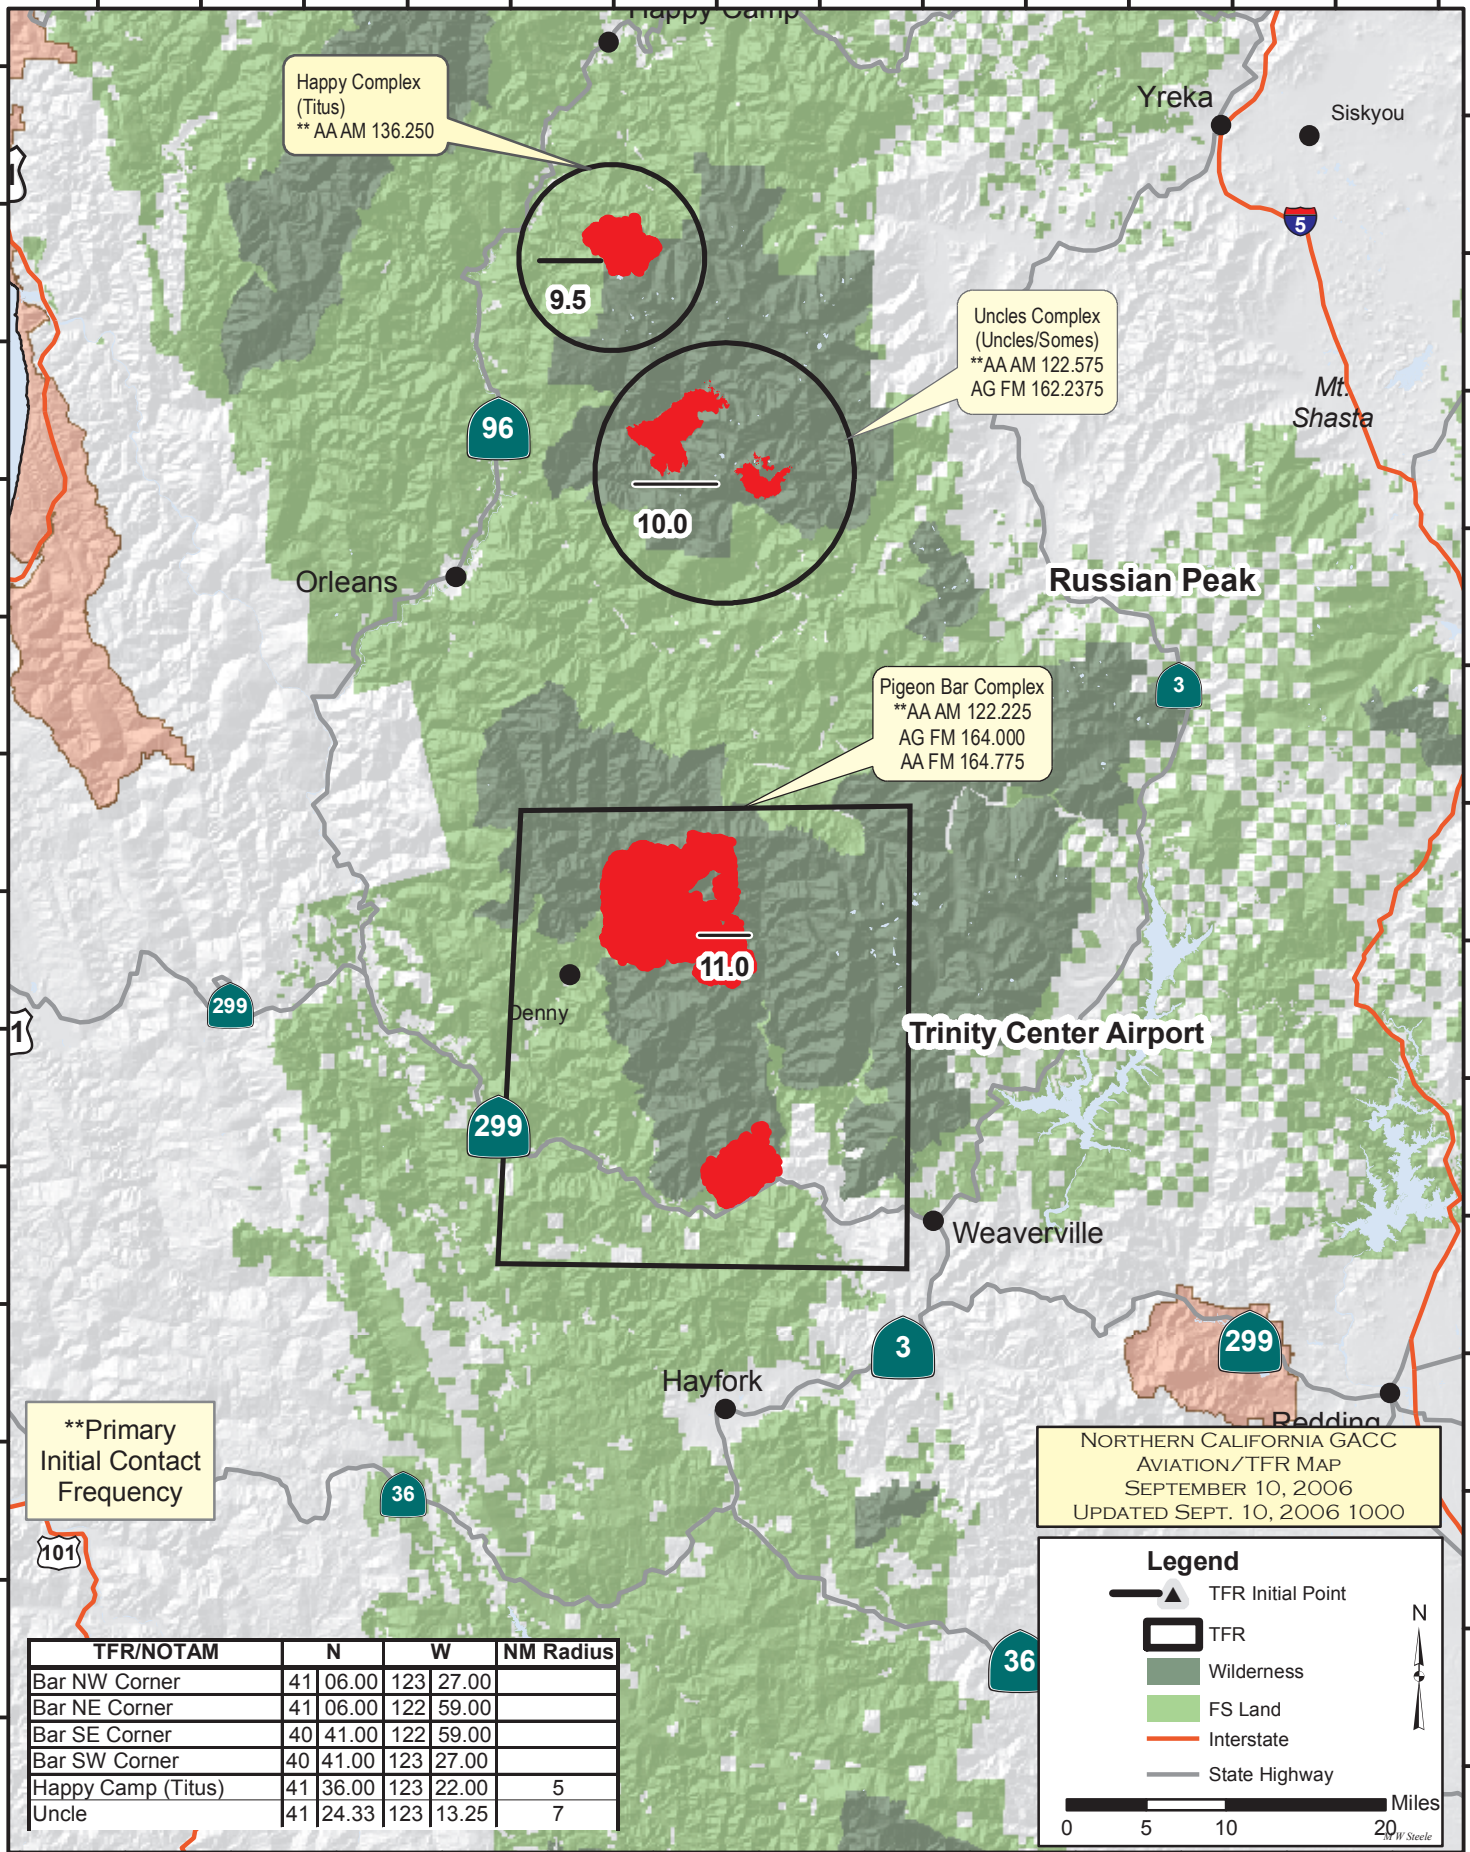 Happy Camp
Happy Complex
(Titus)
** AA AM 136.250
Yreka
Siskyou
1
5
9.5
Uncles Complex
(Uncles/Somes)
**AA AM 122.575
AG FM 162.2375
Mt.
Shasta
96
10.0
Orleans
Russian Peak
Pigeon Bar Complex
**AA AM 122.225
AG FM 164.000
AA FM 164.775
3
11.0
Denny
299
1
Trinity Center Airport
299
Weaverville
3
299
Hayfork
Redding
**Primary
Initial Contact
Frequency
36
101
NORTHERN CALIFORNIA GACC
AVIATION/TFR MAP
SEPTEMBER 10, 2006
UPDATED SEPT. 10, 2006 1000
Legend
TFR Initial Point
TFR
Wilderness
FS Land
Interstate
State Highway
N
Miles
0 5 10 20
M W Steele
36
TFR/NOTAM N W NM Radius
Bar NW Corner 41 06.00 123 27.00
Bar NE Corner 41 06.00 122 59.00
Bar SE Corner 40 41.00 122 59.00
Bar SW Corner 40 41.00 123 27.00
Happy Camp (Titus) 41 36.00 123 22.00 5
Uncle 41 24.33 123 13.25 7